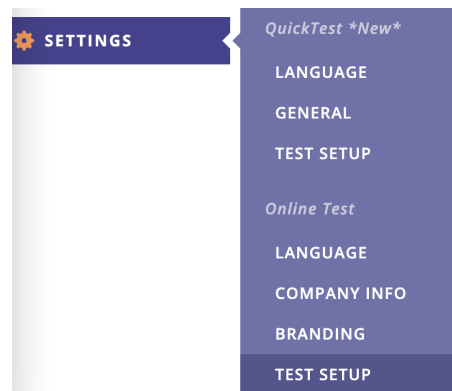 SETTINGS
QuickTest *New*
LANGUAGE
GENERAL
TEST SETUP
Online Test
LANGUAGE
COMPANY INFO
BRANDING
TEST SETUP